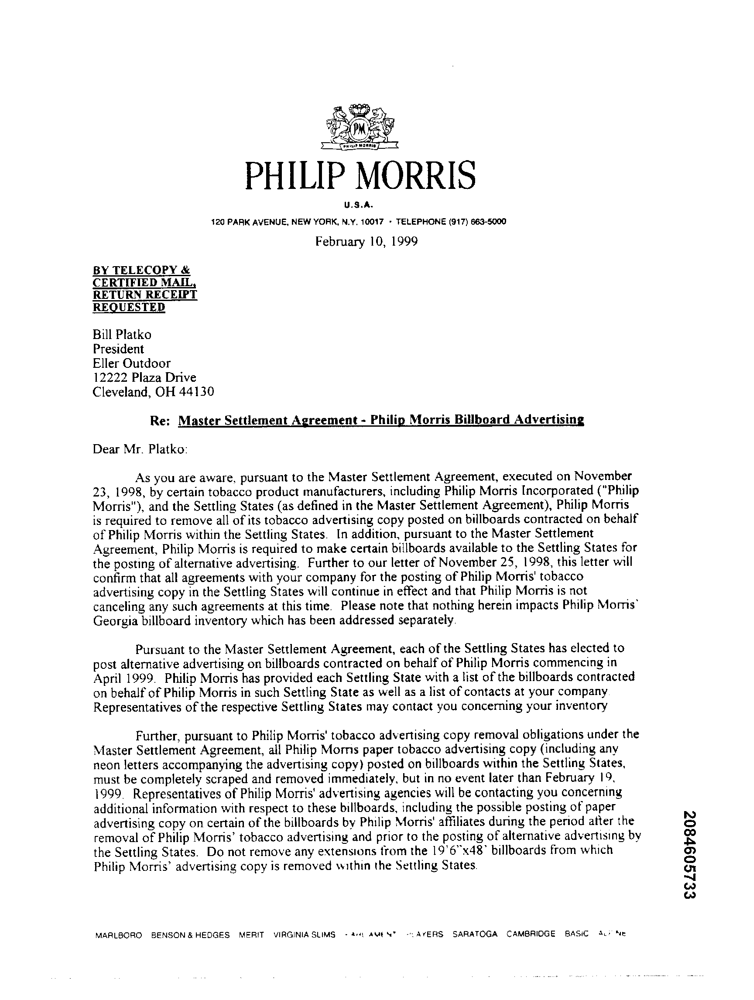 PM
PHILIP MORRIS
PHILIP MORRIS
U.S.A.
120 PARK AVENUE, NEW YORK, N.Y. 10017 · TELEPHONE (917) 663-5000
February 10, 1999
BY TELECOPY &
CERTIFIED MAIL,
RETURN RECEIPT
REQUESTED
Bill Platko
President
Eller Outdoor
12222 Plaza Drive
Cleveland, OH 44130
Re: Master Settlement Agreement - Philip Morris Billboard Advertising
Dear Mr. Platko:
As you are aware, pursuant to the Master Settlement Agreement, executed on November
23, 1998, by certain tobacco product manufacturers, including Philip Morris Incorporated ("Philip
Morris"), and the Settling States (as defined in the Master Settlement Agreement), Philip Morris
is required to remove all of its tobacco advertising copy posted on billboards contracted on behalf
of Philip Morris within the Settling States. In addition, pursuant to the Master Settlement
Agreement, Philip Morris is required to make certain billboards available to the Settling States for
the posting of alternative advertising. Further to our letter of November 25, 1998, this letter will
confirm that all agreements with your company for the posting of Philip Morris' tobacco
advertising copy in the Settling States will continue in effect and that Philip Morris is not
canceling any such agreements at this time. Please note that nothing herein impacts Philip Morris'
Georgia billboard inventory which has been addressed separately.
Pursuant to the Master Settlement Agreement, each of the Settling States has elected to
post alternative advertising on billboards contracted on behalf of Philip Morris commencing in
April 1999. Philip Morris has provided each Settling State with a list of the billboards contracted
on behalf of Philip Morris in such Settling State as well as a list of contacts at your company
Representatives of the respective Settling States may contact you concerning your inventory
Further, pursuant to Philip Morris' tobacco advertising copy removal obligations under the
Master Settlement Agreement, all Philip Morris paper tobacco advertising copy (including any
neon letters accompanying the advertising copy) posted on billboards within the Settling States,
must be completely scraped and removed immediately, but in no event later than February 19,
1999. Representatives of Philip Morris' advertising agencies will be contacting you concerning
additional information with respect to these billboards, including the possible posting of paper
advertising copy on certain of the billboards by Philip Morris' affiliates during the period after the
removal of Philip Morris' tobacco advertising and prior to the posting of alternative advertising by
the Settling States. Do not remove any extensions from the 19'6"x48' billboards from which
Philip Morris' advertising copy is removed within the Settling States.
2084605733
MARLBORO BENSON & HEDGES MERIT VIRGINIA SLIMS SARATOGA CAMBRIDGE BASIC